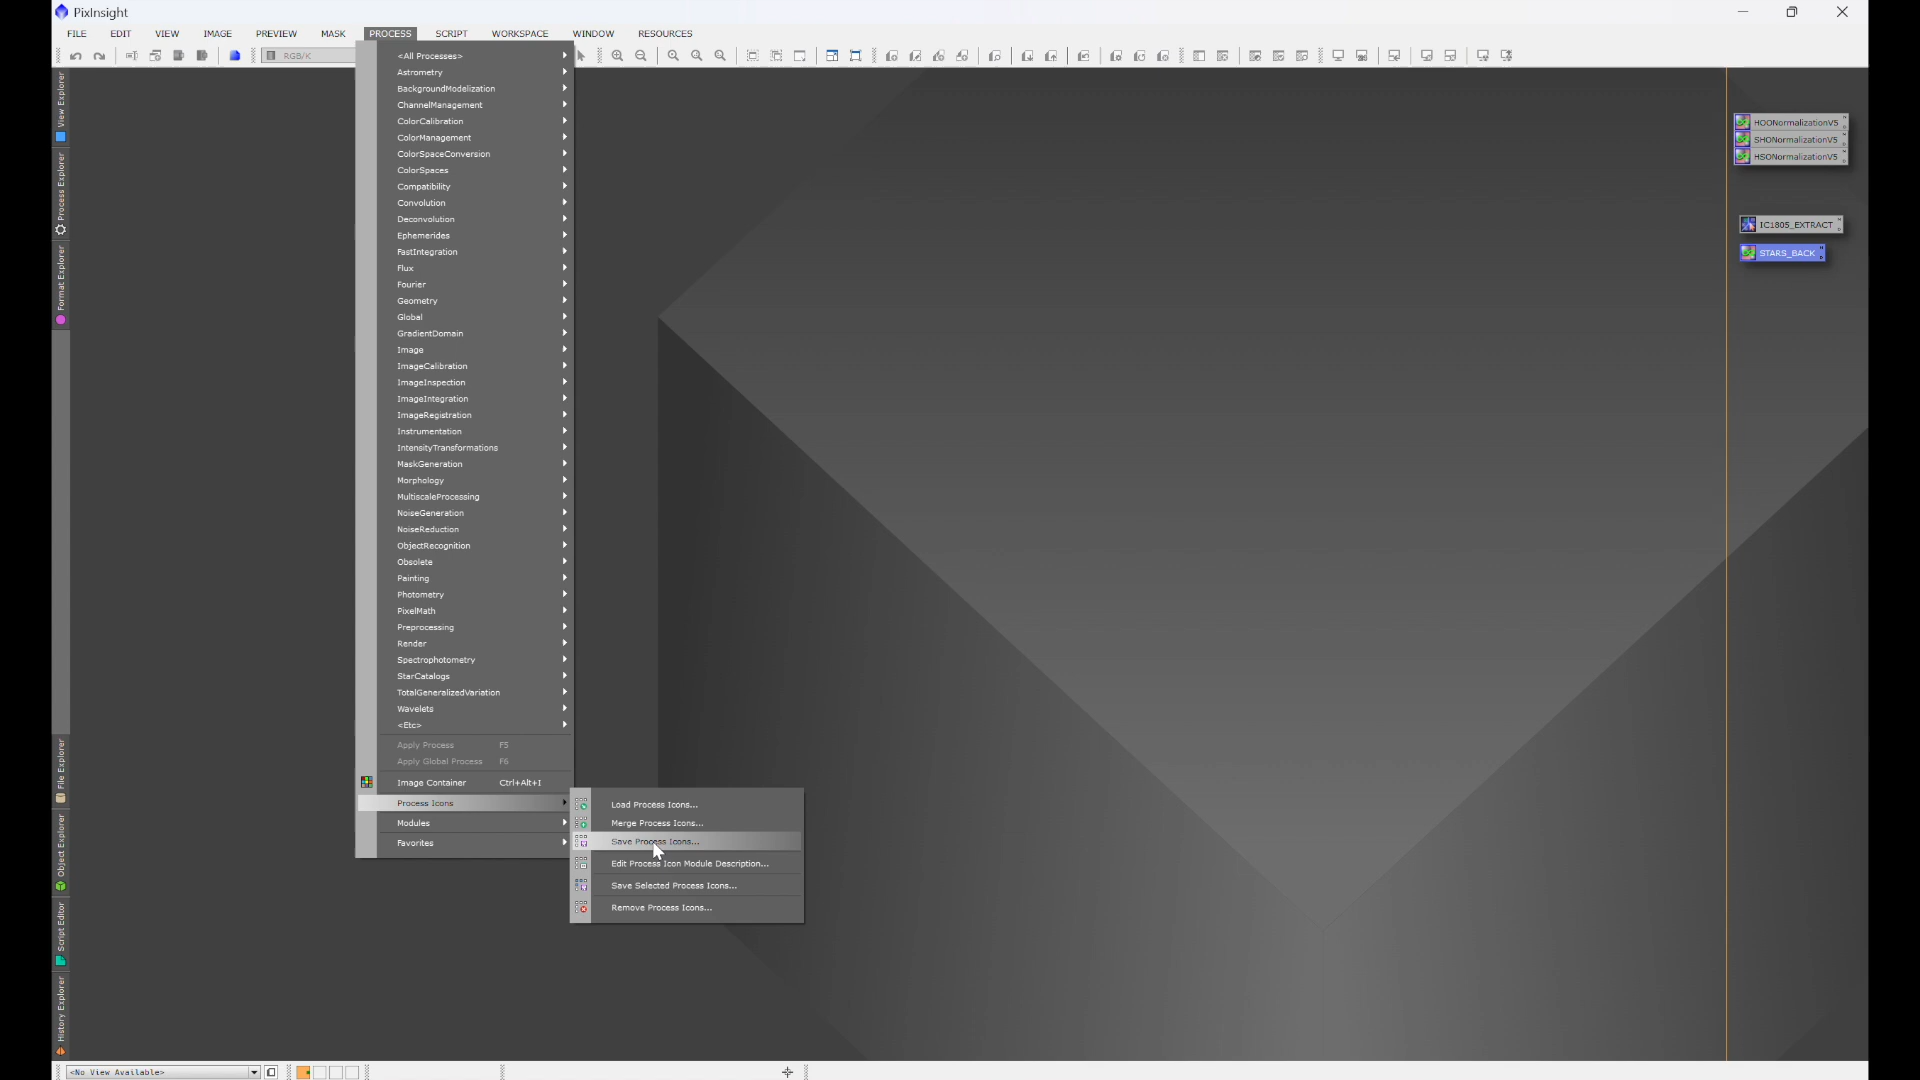 PixInsight
FILE EDIT VIEW IMAGE PREVIEW MASK PROCESS SCRIPT WORKSPACE WINDOW RESOURCES
RGB/K
<All Processes>
Astrometry
BackgroundModelization
ChannelManagement
ColorCalibration
ColorManagement
ColorSpaceConversion
ColorSpaces
Compatibility
Convolution
Deconvolution
Ephemerides
FastIntegration
Flux
Fourier
Geometry
Global
GradientDomain
Image
ImageCalibration
ImageInspection
ImageIntegration
ImageRegistration
Instrumentation
IntensityTransformations
MaskGeneration
Morphology
MultiscaleProcessing
NoiseGeneration
NoiseReduction
ObjectRecognition
Obsolete
Painting
Photometry
PixelMath
Preprocessing
Render
Spectrophotometry
StarCatalogs
TotalGeneralizedVariation
Wavelets
<Etc>
Apply Process F5
Apply Global Process F6
Image Container Ctrl+Alt+I
Process Icons
Modules
Favorites
Load Process Icons...
Merge Process Icons...
Save Process Icons...
Edit Process Icon Module Description...
Save Selected Process Icons...
Remove Process Icons...
HOONormalizationV5
SHONormalizationV5
HSONormalizationV5
IC1805_EXTRACT
STARS_BACK
View Explorer
Process Explorer
Format Explorer
File Explorer
Object Explorer
Script Editor
History Explorer
<No View Available>